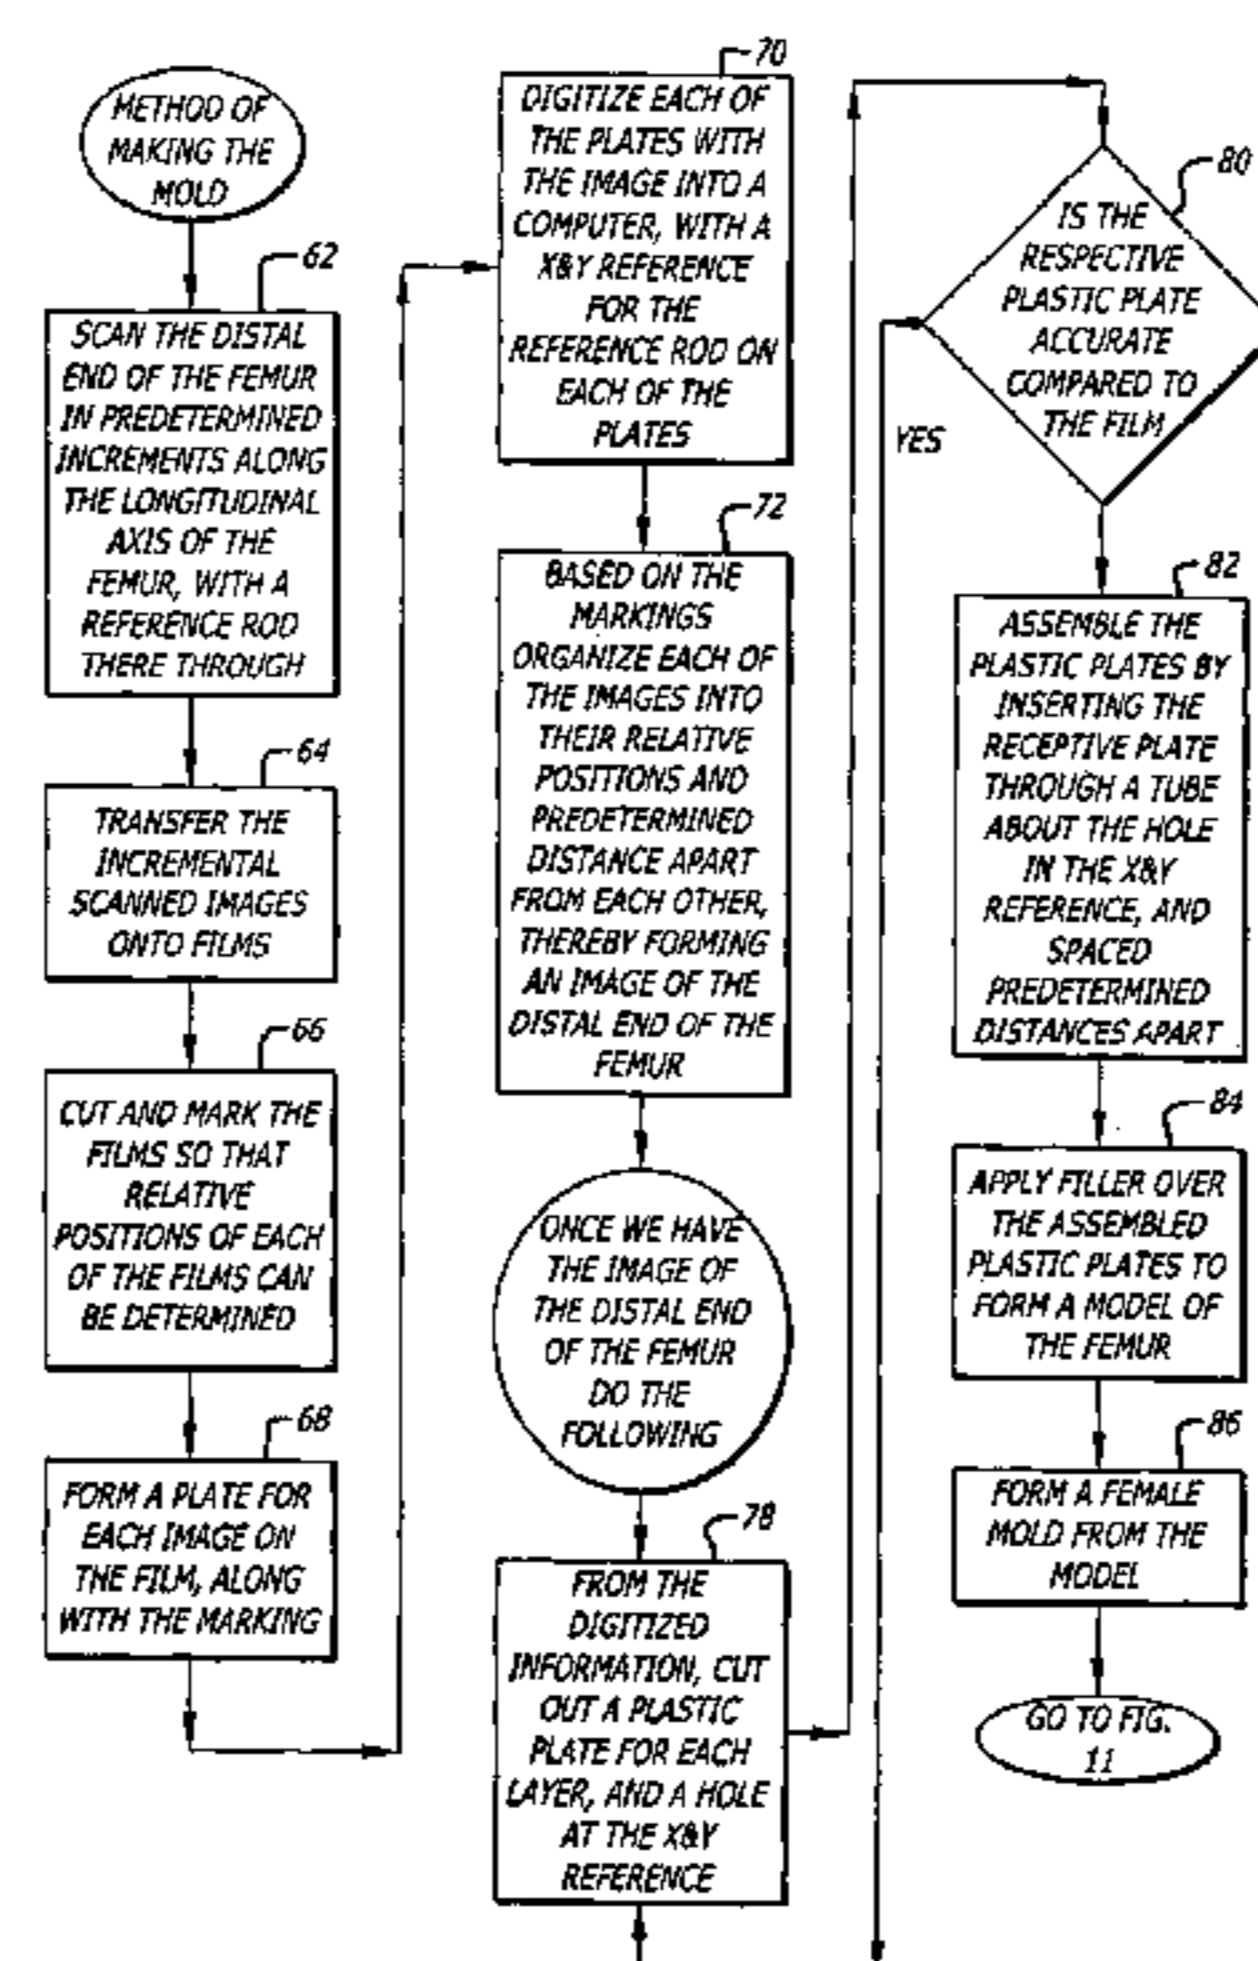 METHOD OF
MAKING THE
MOLD
62
SCAN THE DISTAL
END OF THE FEMUR
IN PREDETERMINED
INCREMENTS ALONG
THE LONGITUDINAL
AXIS OF THE
FEMUR, WITH A
REFERENCE ROD
THERE THROUGH
64
TRANSFER THE
INCREMENTAL
SCANNED IMAGES
ONTO FILMS
66
CUT AND MARK THE
FILMS SO THAT
RELATIVE
POSITIONS OF EACH
OF THE FILMS CAN
BE DETERMINED
68
FORM A PLATE FOR
EACH IMAGE ON
THE FILM, ALONG
WITH THE MARKING
70
DIGITIZE EACH OF
THE PLATES WITH
THE IMAGE INTO A
COMPUTER, WITH A
X&Y REFERENCE
FOR THE
REFERENCE ROD ON
EACH OF THE
PLATES
72
BASED ON THE
MARKINGS
ORGANIZE EACH OF
THE IMAGES INTO
THEIR RELATIVE
POSITIONS AND
PREDETERMINED
DISTANCE APART
FROM EACH OTHER,
THEREBY FORMING
AN IMAGE OF THE
DISTAL END OF THE
FEMUR
ONCE WE HAVE
THE IMAGE OF
THE DISTAL END
OF THE FEMUR
DO THE
FOLLOWING
78
FROM THE
DIGITIZED
INFORMATION, CUT
OUT A PLASTIC
PLATE FOR EACH
LAYER, AND A HOLE
AT THE X&Y
REFERENCE
80
IS THE
RESPECTIVE
PLASTIC PLATE
ACCURATE
COMPARED TO
THE FILM
YES
82
ASSEMBLE THE
PLASTIC PLATES BY
INSERTING THE
RECEPTIVE PLATE
THROUGH A TUBE
ABOUT THE HOLE
IN THE X&Y
REFERENCE, AND
SPACED
PREDETERMINED
DISTANCES APART
84
APPLY FILLER OVER
THE ASSEMBLED
PLASTIC PLATES TO
FORM A MODEL OF
THE FEMUR
86
FORM A FEMALE
MOLD FROM THE
MODEL
GO TO FIG.
11